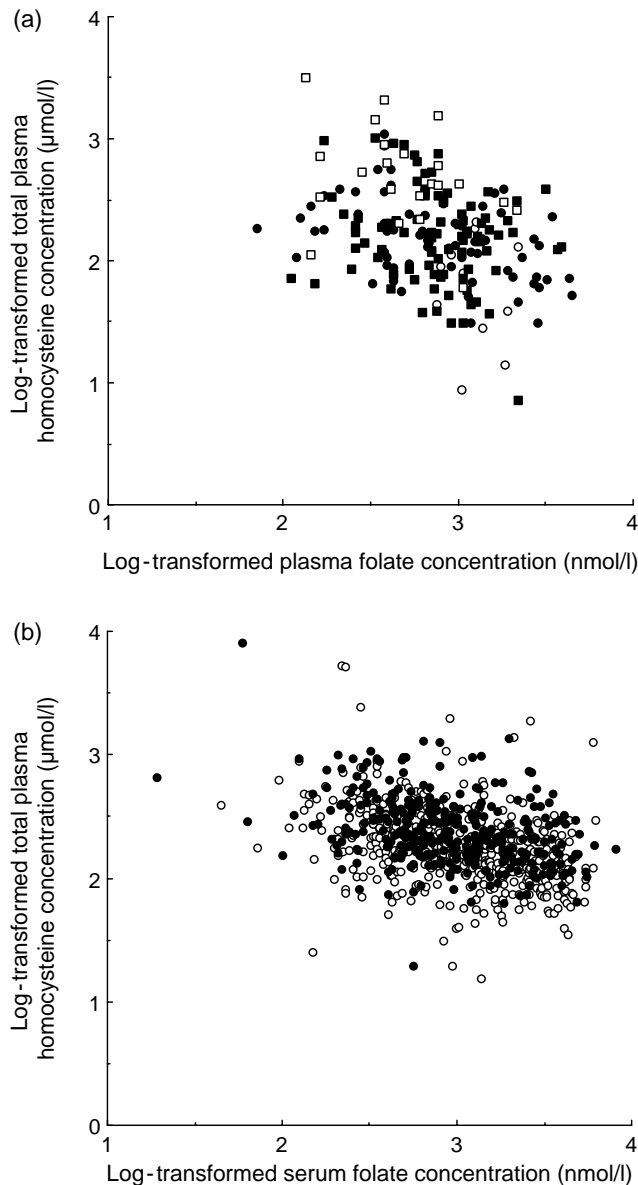 (a)
4
3
2
1
0
Log-transformed total plasma
homocysteine concentration (µmol/l)
1 2 3 4
Log-transformed plasma folate concentration (nmol/l)
(b)
4
3
2
1
0
Log-transformed total plasma
homocysteine concentration (µmol/l)
1 2 3 4
Log-transformed serum folate concentration (nmol/l)